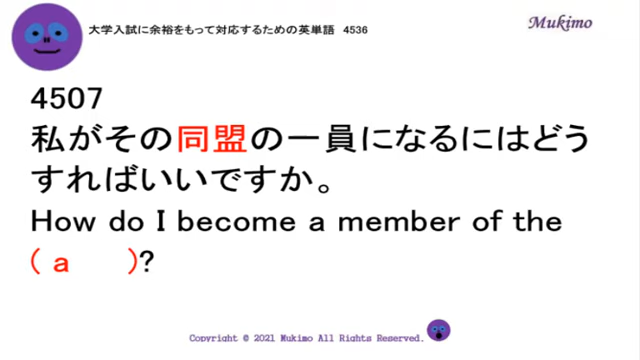 大学入試に余裕をもって対応するための英単語 4536
Mukimo
4507
私がその同盟の一員になるにはどう
すればいいですか。
How do I become a member of the
( a )?
Copyright © 2021 Mukimo All Rights Reserved.